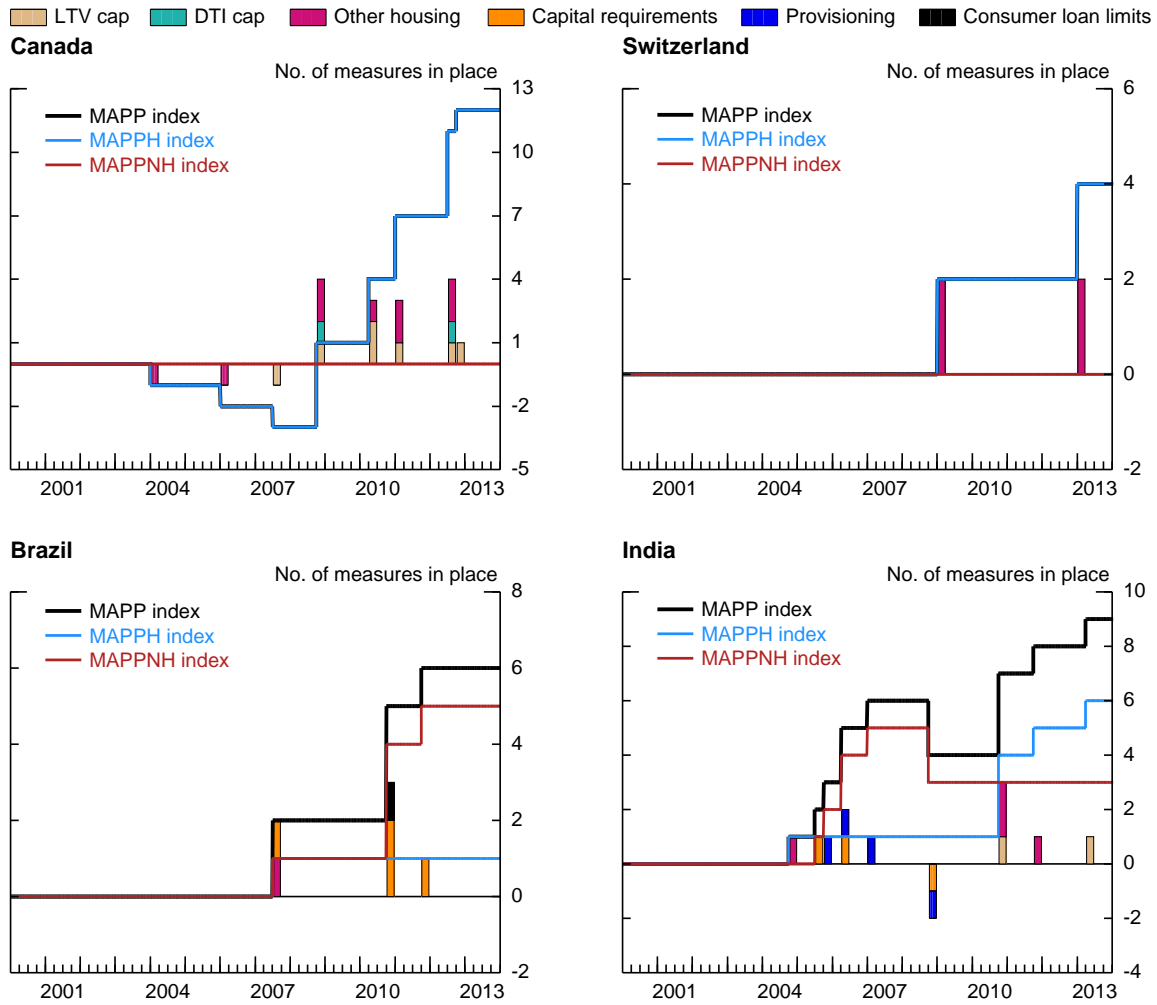 LTV cap DTI cap Other housing Capital requirements Provisioning Consumer loan limits
Canada
No. of measures in place
13
MAPP index
MAPPH index
MAPPNH index
10
7
4
1
-2
-5
2001 2004 2007 2010 2013
Switzerland
No. of measures in place
6
MAPP index
MAPPH index
MAPPNH index
4
2
0
-2
2001 2004 2007 2010 2013
Brazil
No. of measures in place
8
MAPP index
MAPPH index
MAPPNH index
6
4
2
0
-2
2001 2004 2007 2010 2013
India
No. of measures in place
10
MAPP index
MAPPH index
MAPPNH index
8
6
4
2
0
-2
-4
2001 2004 2007 2010 2013